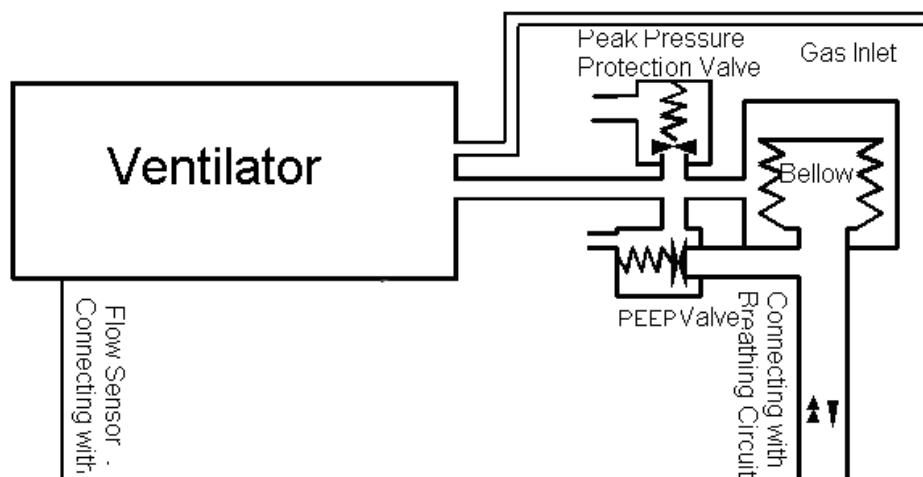 Peak Pressure
Protection Valve
Gas Inlet
Ventilator
Bellow
PEEP Valve
Flow Sensor -
Connecting with
Connecting with
Breathing Circuit